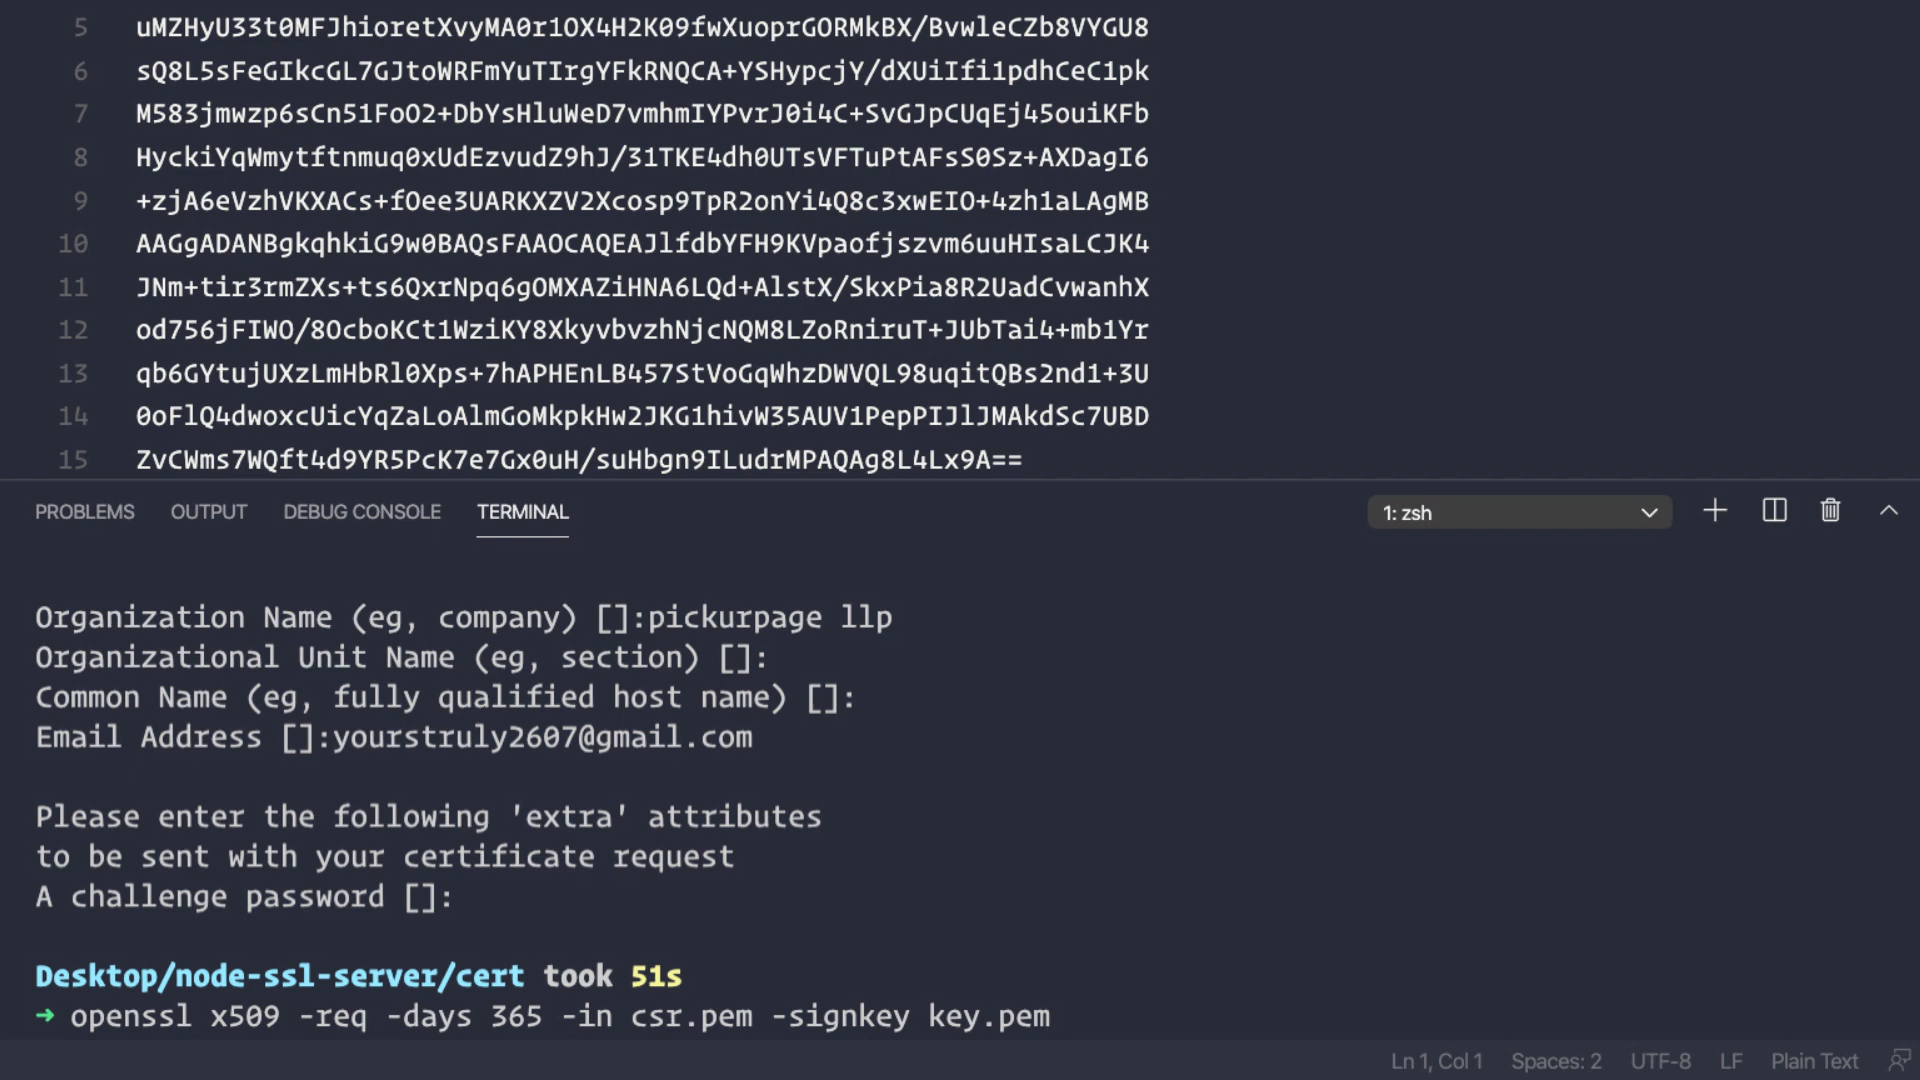 5 uMZHyU33t0MFJhioretXvyMA0r1OX4H2K09fwXuoprGORMkBX/BvwleCZb8VYGU8
6 sQ8L5sFeGIkcGL7GJtoWRFmYuTIrgYFkRNQCA+YSHypcjY/dXUiIfi1pdhCeC1pk
7 M583jmwzp6sCn51FoO2+DbYsHluWeD7vmhmIYPvrJ0i4C+SvGJpCUqEj45ouiKFb
8 HyckiYqWmytftnmuq0xUdEzvudZ9hJ/31TKE4dh0UTsVFTuPtAFsS0Sz+AXDagI6
9 +zjA6eVzhVKXACs+fOee3UARKXZV2Xcosp9TpR2onYi4Q8c3xwEIO+4zh1aLAgMB
10 AAGgADANBgkqhkiG9w0BAQsFAAOCAQEAJlfdbYFH9KVpaofjszvm6uuHIsaLCJK4
11 JNm+tir3rmZXs+ts6QxrNpq6gOMXAZiHNA6LQd+AlstX/SkxPia8R2UadCvwanhX
12 od756jFIWO/8OcboKCt1WziKY8XkyvbvzhNjcNQM8LZoRniruT+JUbTai4+mb1Yr
13 qb6GYtujUXzLmHbRl0Xps+7hAPHEnLB457StVoGqWhzDWVQL98uqitQBs2nd1+3U
14 0oFlQ4dwoxcUicYqZaLoAlmGoMkpkHw2JKG1hivW35AUV1PepPIJlJMAkdSc7UBD
15 ZvCWms7WQft4d9YR5PcK7e7Gx0uH/suHbgn9ILudrMPAQAg8L4Lx9A==
PROBLEMS OUTPUT DEBUG CONSOLE TERMINAL 1: zsh
Organization Name (eg, company) []:pickurpage llp
Organizational Unit Name (eg, section) []:
Common Name (eg, fully qualified host name) []:
Email Address []:yourstruly2607@gmail.com
Please enter the following 'extra' attributes
to be sent with your certificate request
A challenge password []:
Desktop/node-ssl-server/cert took 51s
➜ openssl x509 -req -days 365 -in csr.pem -signkey key.pem
Ln 1, Col 1 Spaces: 2 UTF-8 LF Plain Text